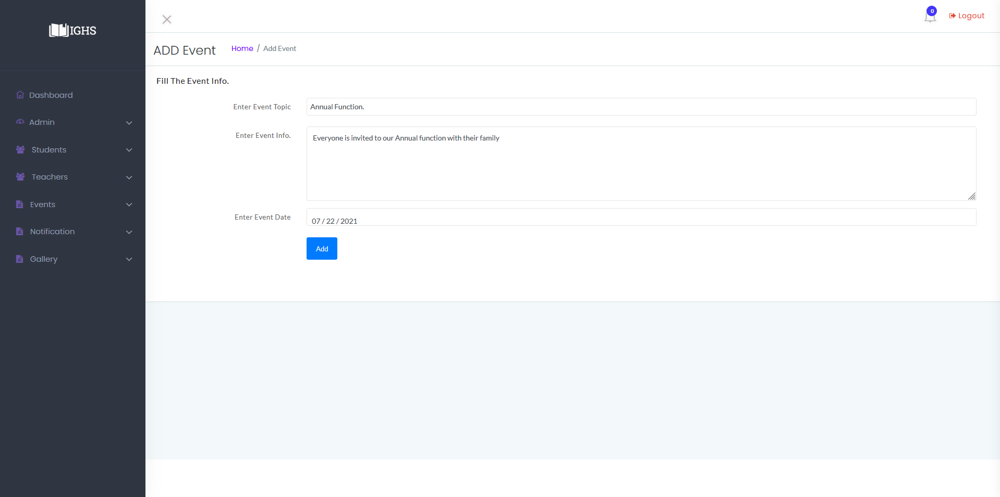 IGHS
0
Logout
ADD Event
Home / Add Event
Fill The Event Info.
Dashboard
Admin
Students
Teachers
Events
Notification
Gallery
Enter Event Topic
Annual Function.
Enter Event Info.
Everyone is invited to our Annual function with their family
Enter Event Date
07 / 22 / 2021
Add